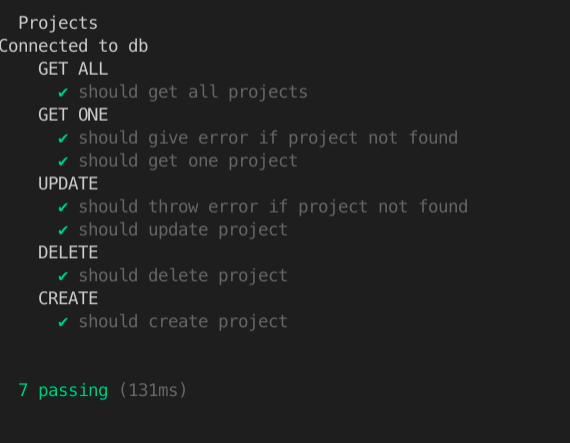 Projects
Connected to db
GET ALL
✔ should get all projects
GET ONE
✔ should give error if project not found
✔ should get one project
UPDATE
✔ should throw error if project not found
✔ should update project
DELETE
✔ should delete project
CREATE
✔ should create project
7 passing (131ms)